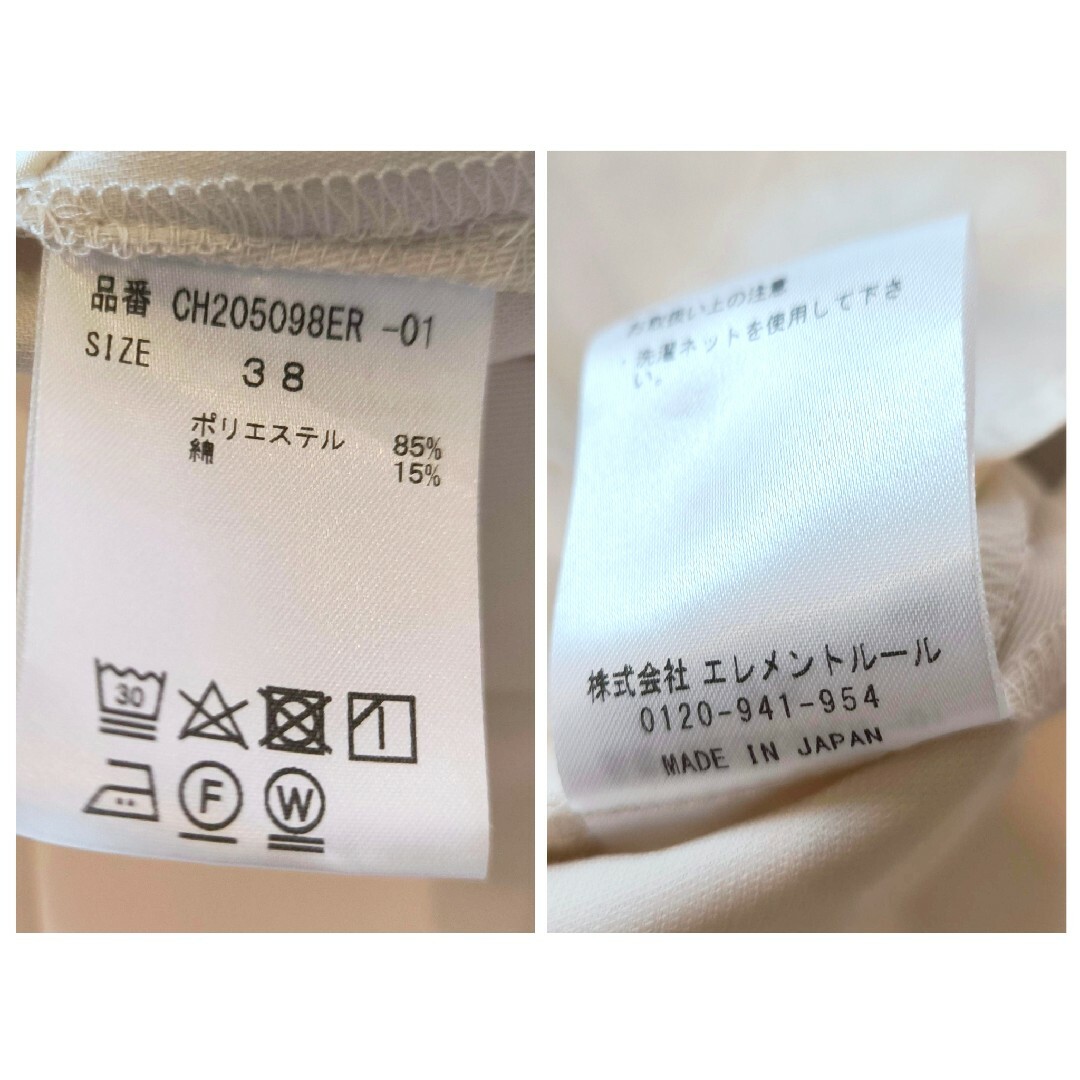 品番 CH205098ER -01
SIZE 38
ポリエステル 85%
綿 15%
30
F W
お取扱い上の注意
・洗濯ネットを使用して下さ
い。
株式会社 エレメントルール
0120-941-954
MADE IN JAPAN